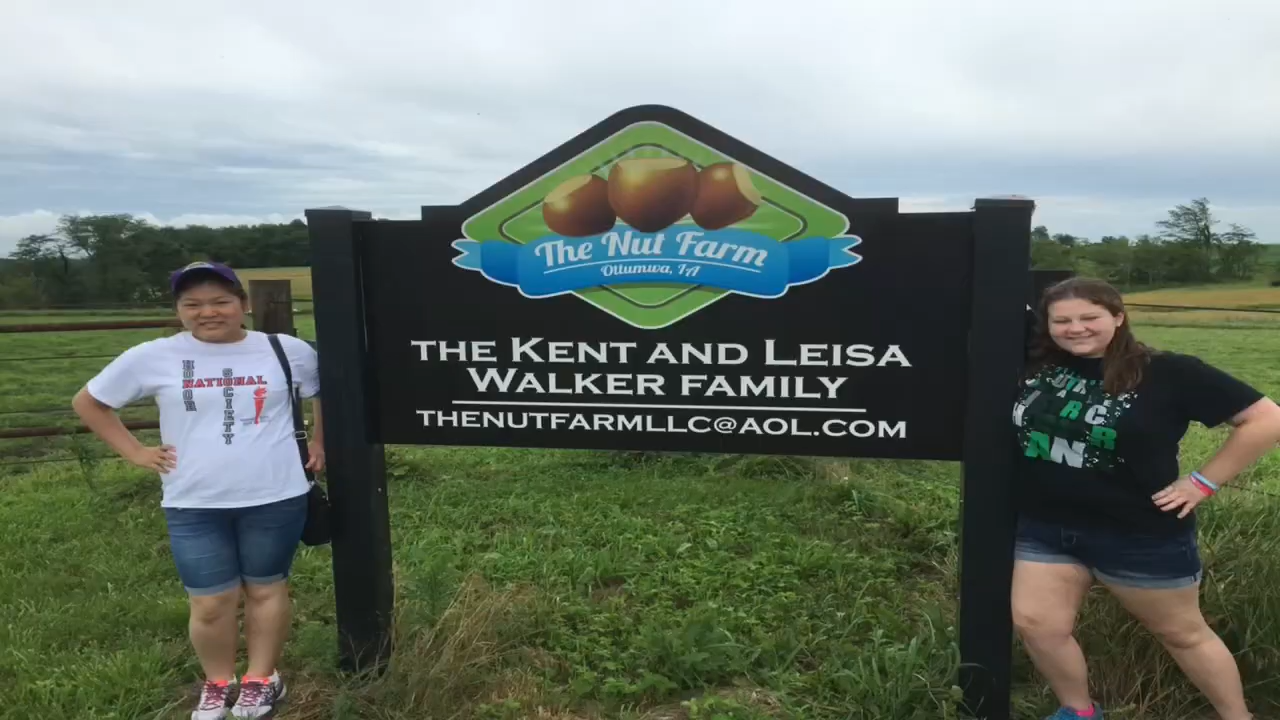 The Nut Farm
Ottumwa, IA
THE KENT AND LEISA
WALKER FAMILY
THENUTFARMLLC@AOL.COM
HONOR
NATIONAL
SOCIETY